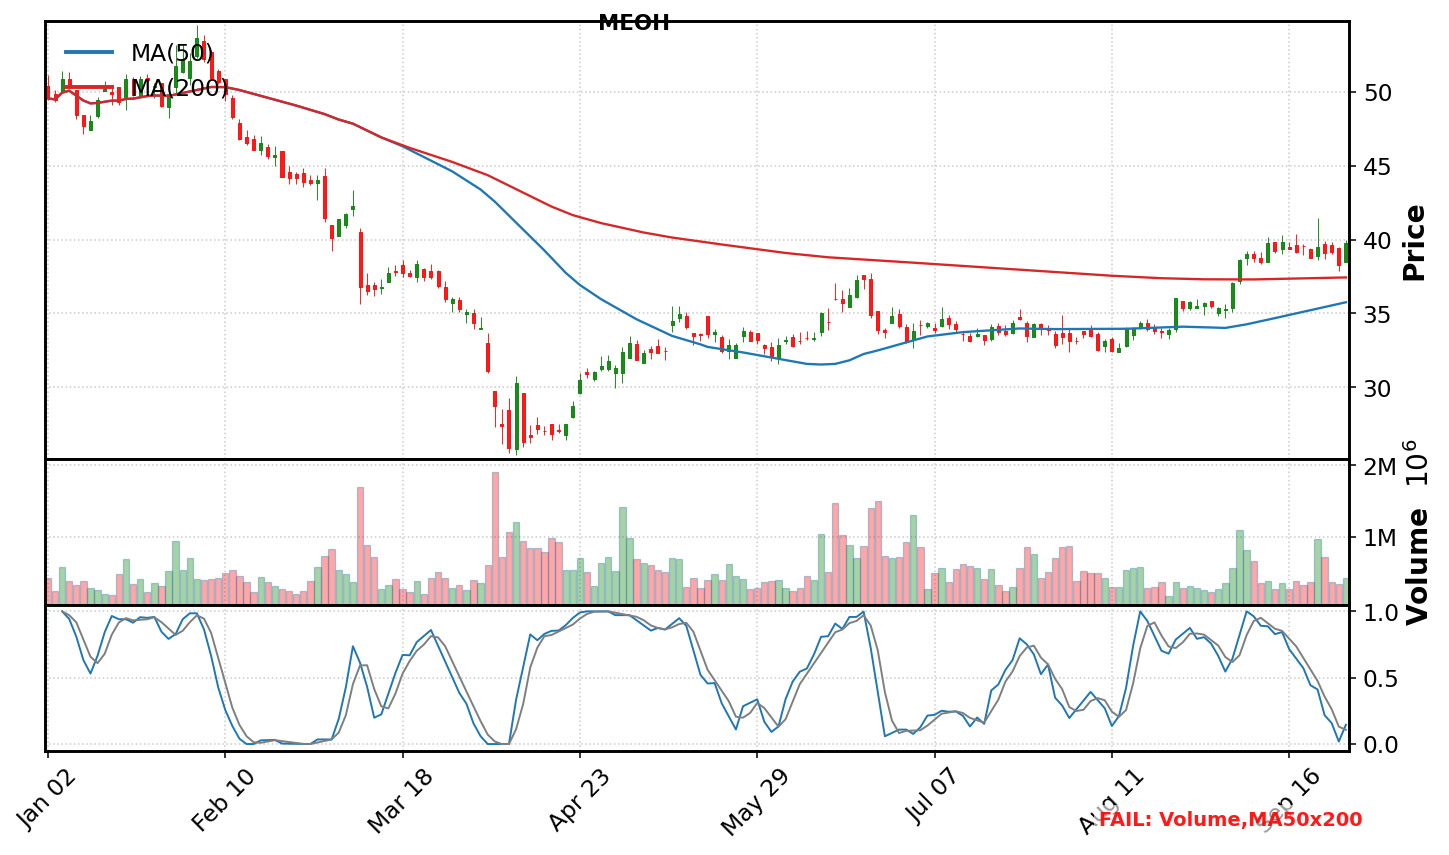 MEOH
MA(50)
MA(200)
50
45
40
35
30
Price
2M
1M
Volume 10^6
1.0
0.5
0.0
Jan 02
Feb 10
Mar 18
Apr 23
May 29
Jul 07
Aug 11
Sep 16
FAIL: Volume,MA50x200